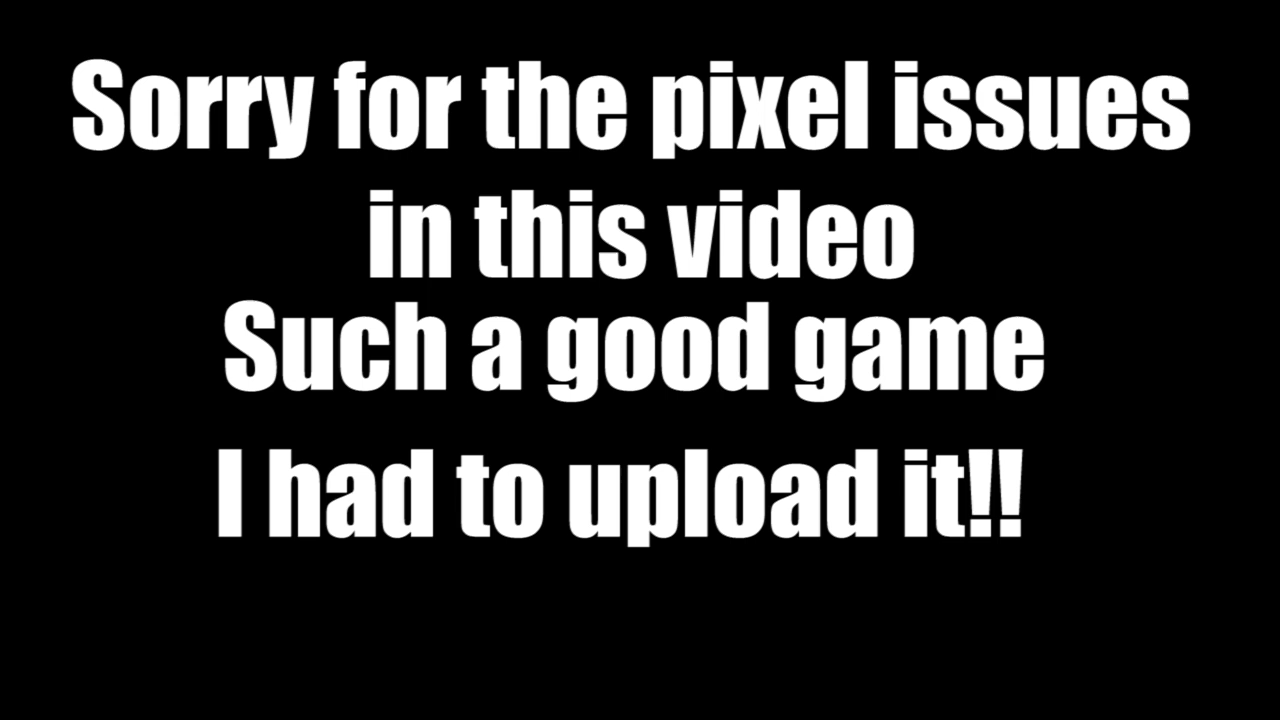 Sorry for the pixel issues
in this video
Such a good game
I had to upload it!!